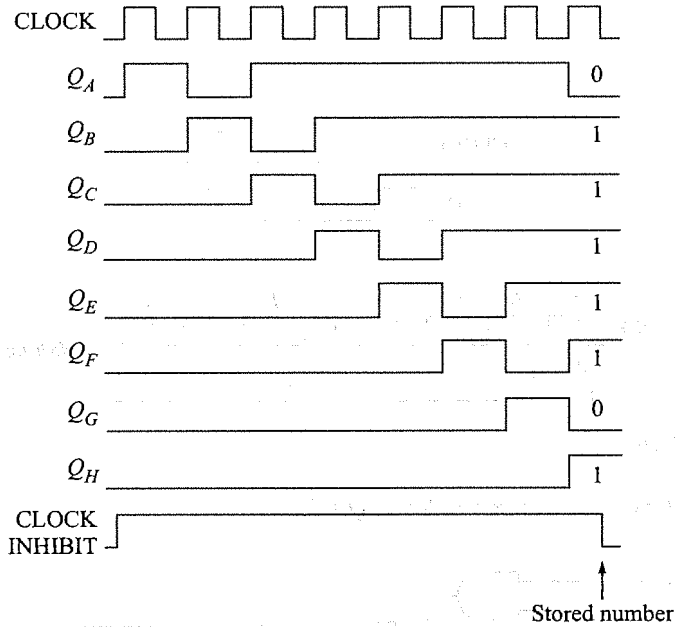 CLOCK
Q_A 0
Q_B 1
Q_C 1
Q_D 1
Q_E 1
Q_F 1
Q_G 0
Q_H 1
CLOCK
INHIBIT
Stored number